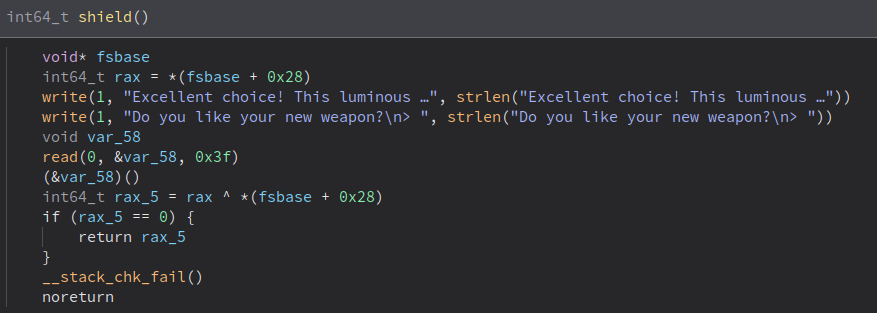 int64_t shield()
void* fsbase
int64_t rax = *(fsbase + 0x28)
write(1, "Excellent choice! This luminous …", strlen("Excellent choice! This luminous …"))
write(1, "Do you like your new weapon?\n> ", strlen("Do you like your new weapon?\n> "))
void var_58
read(0, &var_58, 0x3f)
(&var_58)()
int64_t rax_5 = rax ^ *(fsbase + 0x28)
if (rax_5 == 0) {
return rax_5
}
__stack_chk_fail()
noreturn